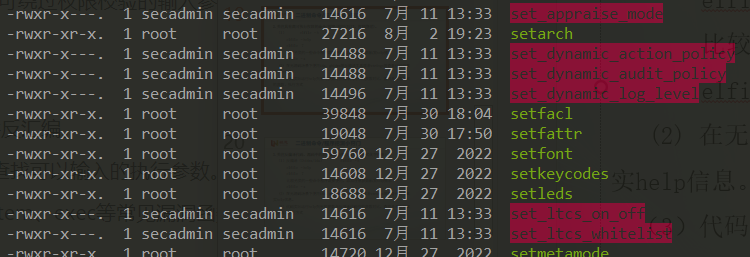 -rwxr-x---. 1 secadmin secadmin 14616 7月 11 13:33 set_appraise_mode
-rwxr-xr-x. 1 root root 27216 8月 2 19:23 setarch
-rwxr-x---. 1 secadmin secadmin 14488 7月 11 13:33 set_dynamic_action_policy
-rwxr-x---. 1 secadmin secadmin 14488 7月 11 13:33 set_dynamic_audit_policy
-rwxr-x---. 1 secadmin secadmin 14496 7月 11 13:33 set_dynamic_log_level
-rwxr-xr-x. 1 root root 39848 7月 30 18:04 setfacl
-rwxr-xr-x. 1 root root 19048 7月 30 17:50 setfattr
-rwxr-xr-x. 1 root root 59760 12月 27 2022 setfont
-rwxr-xr-x. 1 root root 14608 12月 27 2022 setkeycodes
-rwxr-xr-x. 1 root root 18688 12月 27 2022 setleds
-rwxr-x---. 1 secadmin secadmin 14616 7月 11 13:33 set_ltcs_on_off
-rwxr-x---. 1 secadmin secadmin 14616 7月 11 13:33 set_ltcs_whitelist
-rwxr-xr-x. 1 root root 14720 12月 27 2022 setmetamode
比较
elfi
(2) 在无
实help信息。
(3) 代码